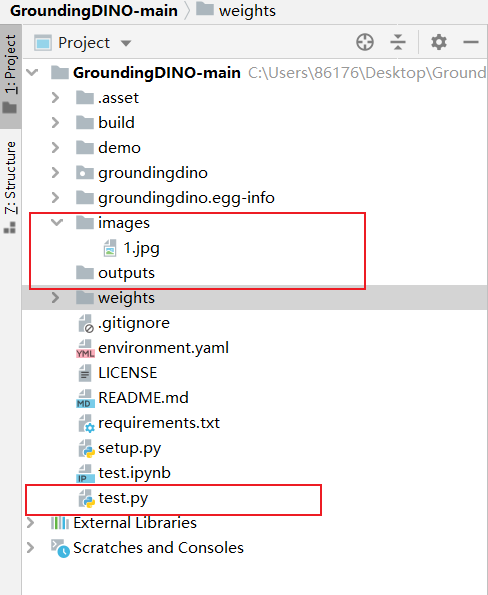 GroundingDINO-main weights
1: Project
Project
GroundingDINO-main C:\Users\86176\Desktop\Ground
.asset
build
demo
groundingdino
groundingdino.egg-info
images
1.jpg
outputs
weights
.gitignore
YML environment.yaml
LICENSE
MD README.md
requirements.txt
setup.py
IP test.ipynb
test.py
External Libraries
Scratches and Consoles
Z: Structure